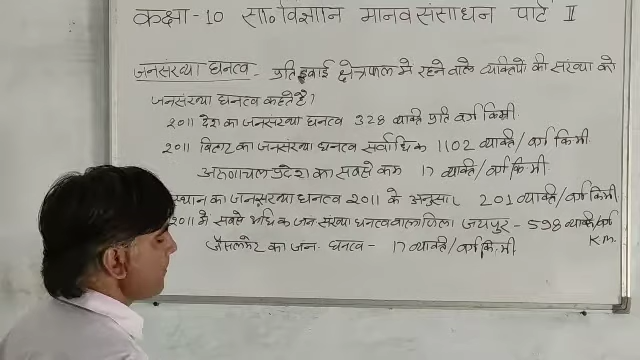 कक्षा-10 सा०विज्ञान मानव संसाधन पार्ट II
जनसंख्या घनत्व - प्रति इकाई क्षेत्रफल में रहने वाले व्यक्तियों की संख्या को
जनसंख्या घनत्व कहते है।
2011 देश का जनसंख्या घनत्व 328 व्यक्ति प्रति वर्ग किमी
2011 बिहार का जनसंख्या घनत्व सर्वाधिक 1102 व्यक्ति/वर्ग कि.मी.
अरुणाचल प्रदेश का सबसे कम 17 व्यक्ति/वर्ग कि.मी.
स्थान का जनसंख्या घनत्व 2011 के अनुसार 201 व्यक्ति/वर्ग किमी
2011 मे सबसे अधिक जनसंख्या घनत्व वाला जिला जयपुर - 598 व्यक्ति/वर्ग
K.m.
जैसलमेर का जन. घनत्व - 17 व्यक्ति/वर्ग कि.मी